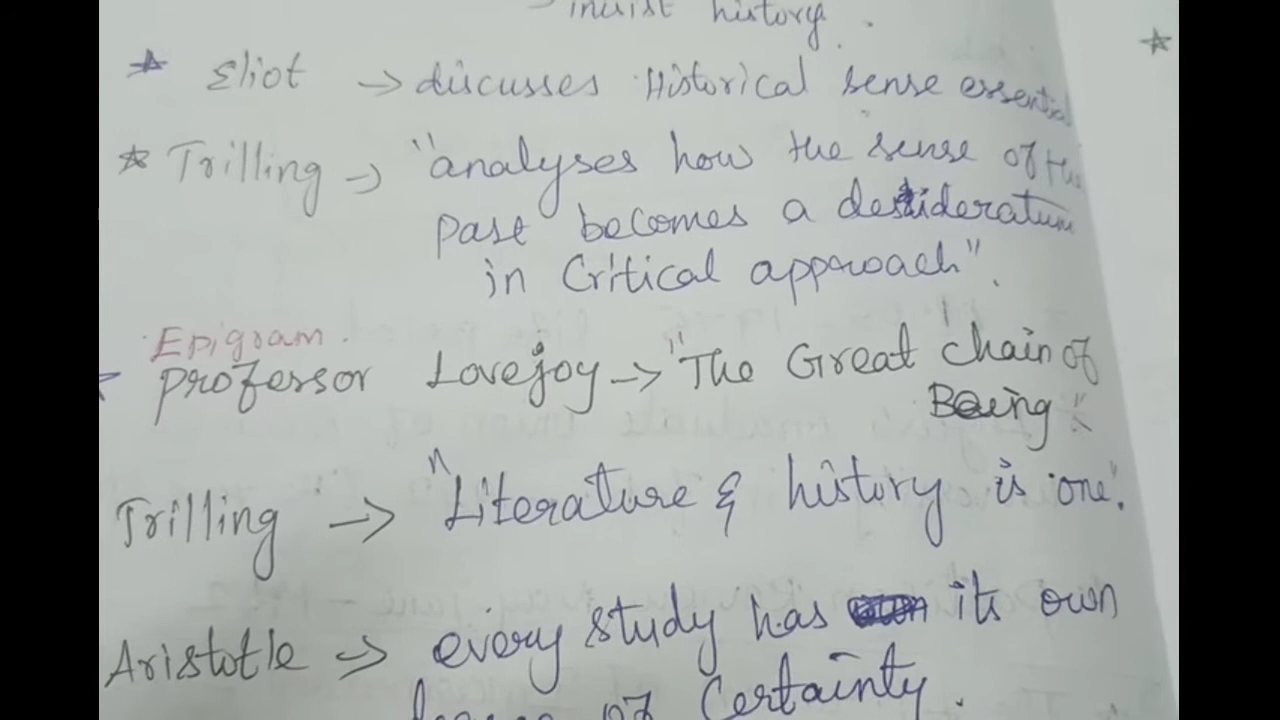 inist history.
☆ Eliot → discusses Historical sense essential
☆ Trilling → "analyses how the sense of the
past becomes a desideratum
in Critical approach".
Epigram.
Professor Lovejoy → "The Great chain of
Being"
Trilling → "Literature & history is one".
Aristotle → every study has its own
of Certainty.